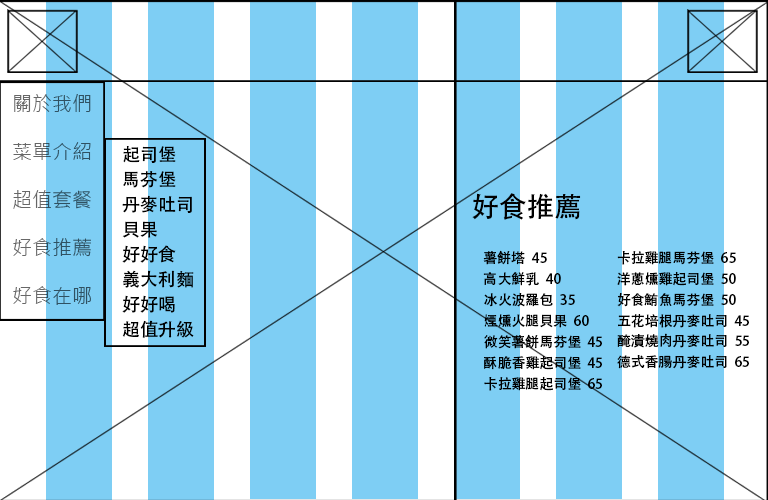 關於我們
菜單介紹
超值套餐
好食推薦
好食在哪
起司堡
馬芬堡
丹麥吐司
貝果
好好食
義大利麵
好好喝
超值升級
好食推薦
薯餅塔 45
高大鮮乳 40
冰火波羅包 35
煙燻火腿貝果 60
微笑薯餅馬芬堡 45
酥脆香雞起司堡 45
卡拉雞腿起司堡 65
卡拉雞腿馬芬堡 65
洋蔥燻雞起司堡 50
好食鮪魚馬芬堡 50
五花培根丹麥吐司 45
醃漬燒肉丹麥吐司 55
德式香腸丹麥吐司 65